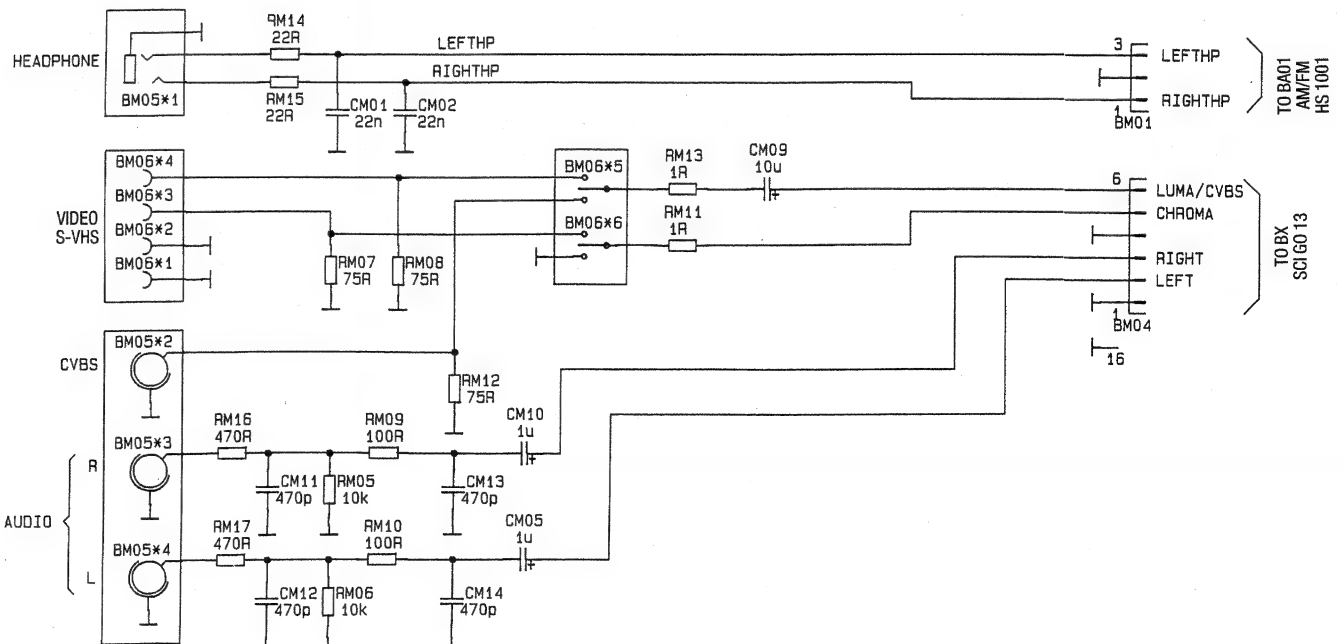 HEADPHONE
BM05*1
RM14
22R
RM15
22R
LEFTHP
RIGHTHP
CM01
22n
CM02
22n
3
LEFTHP
RIGHTHP
1
BM01
TO BA01
AM/FM
HS 1001
VIDEO
S-VHS
BM06*4
BM06*3
BM06*2
BM06*1
RM07
75R
RM08
75R
BM06*5
BM06*6
RM13
1R
CM09
10u
+
RM11
1R
6
LUMA/CVBS
CHROMA
RIGHT
LEFT
1
BM04
16
TO BX
SCIGO 13
CVBS
BM05*2
RM12
75R
AUDIO
R
BM05*3
RM16
470R
CM11
470p
RM05
10k
RM09
100R
CM13
470p
CM10
1u
+
L
BM05*4
RM17
470R
CM12
470p
RM06
10k
RM10
100R
CM14
470p
CM05
1u
+